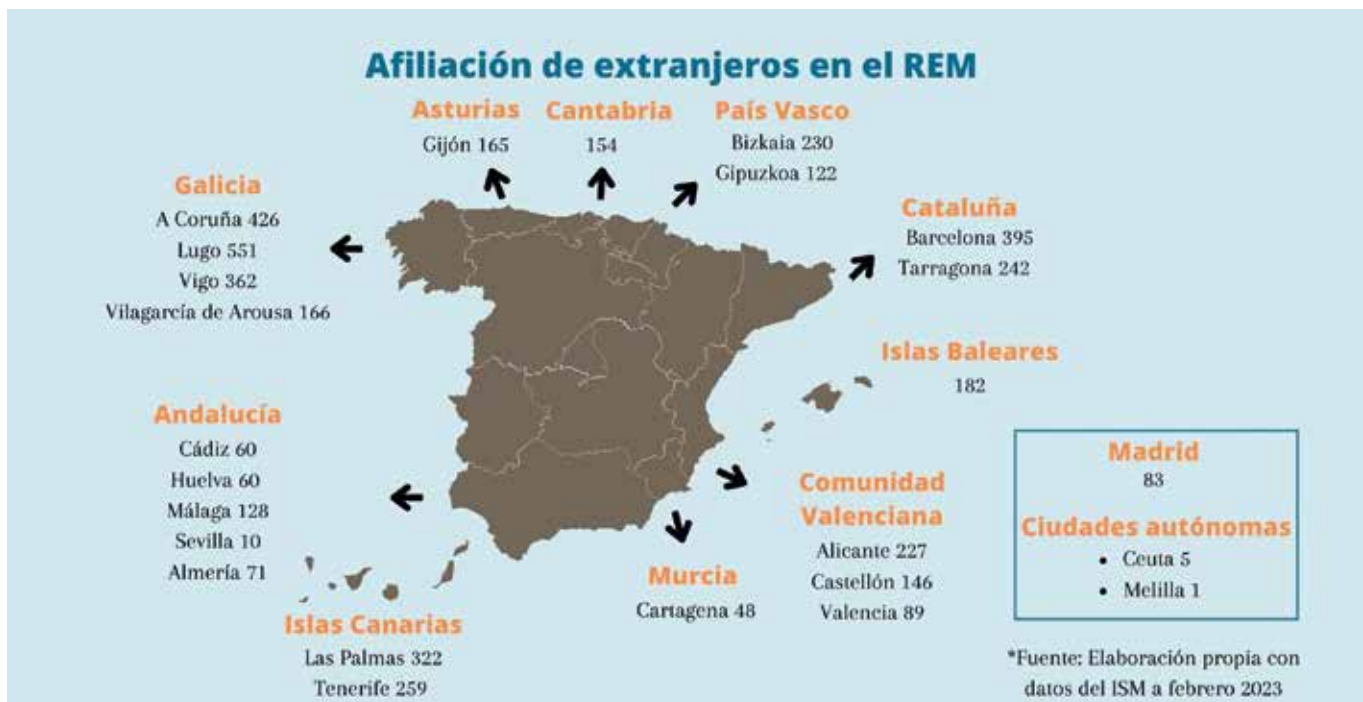 Afiliación de extranjeros en el REM
Asturias
Gijón 165
Cantabria
154
País Vasco
Bizkaia 230
Gipuzkoa 122
Galicia
A Coruña 426
Lugo 551
Vigo 362
Vilagarcía de Arousa 166
Cataluña
Barcelona 395
Tarragona 242
Islas Baleares
182
Andalucía
Cádiz 60
Huelva 60
Málaga 128
Sevilla 10
Almería 71
Comunidad
Valenciana
Alicante 227
Castellón 146
Valencia 89
Murcia
Cartagena 48
Islas Canarias
Las Palmas 322
Tenerife 259
Madrid
83
Ciudades autónomas
• Ceuta 5
• Melilla 1
*Fuente: Elaboración propia con
datos del ISM a febrero 2023